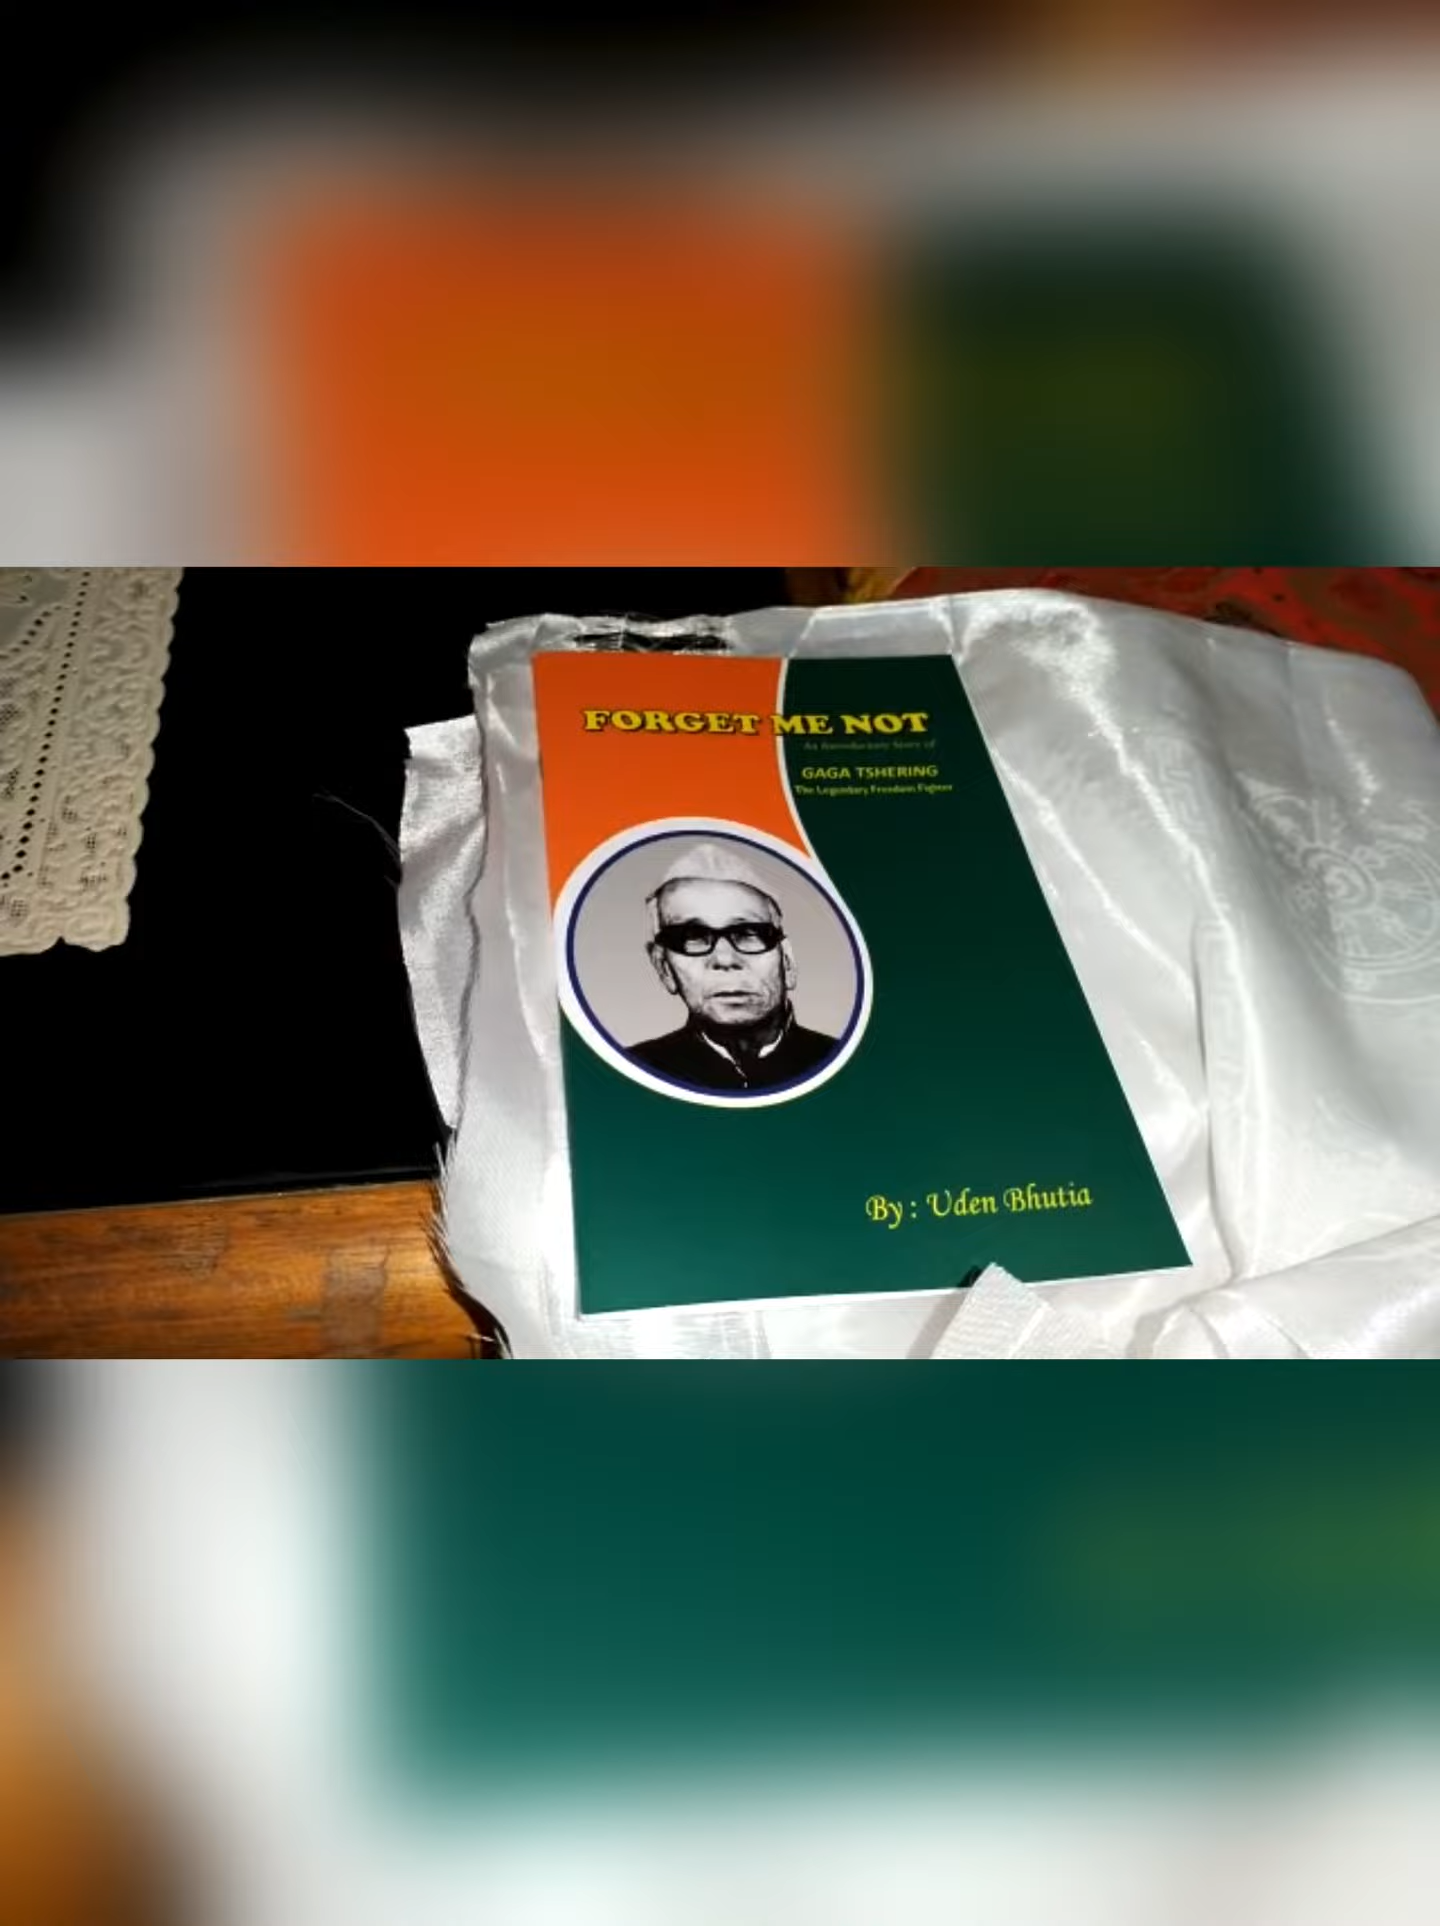 FORGET ME NOT
An Introductory Story of
GAGA TSHERING
The Legendary Freedom Fighter
By : Uden Bhutia